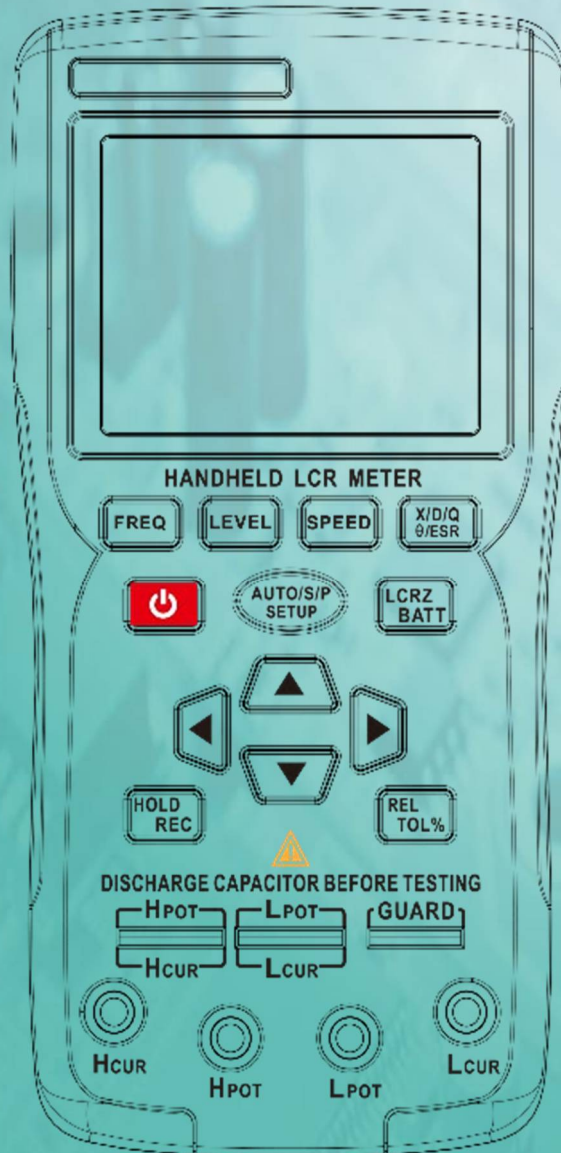 HANDHELD LCR METER
FREQ LEVEL SPEED X/D/Q
θ/ESR
AUTO/S/P
SETUP
LCRZ
BATT
HOLD
REC
REL
TOL%
DISCHARGE CAPACITOR BEFORE TESTING
HPOT LPOT GUARD
HCUR LCUR
HCUR HPOT LPOT LCUR